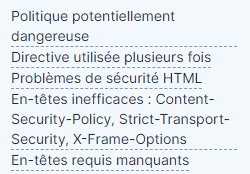 Politique potentiellement
dangereuse
Directive utilisée plusieurs fois
Problèmes de sécurité HTML
En-têtes inefficaces : Content-
Security-Policy, Strict-Transport-
Security, X-Frame-Options
En-têtes requis manquants